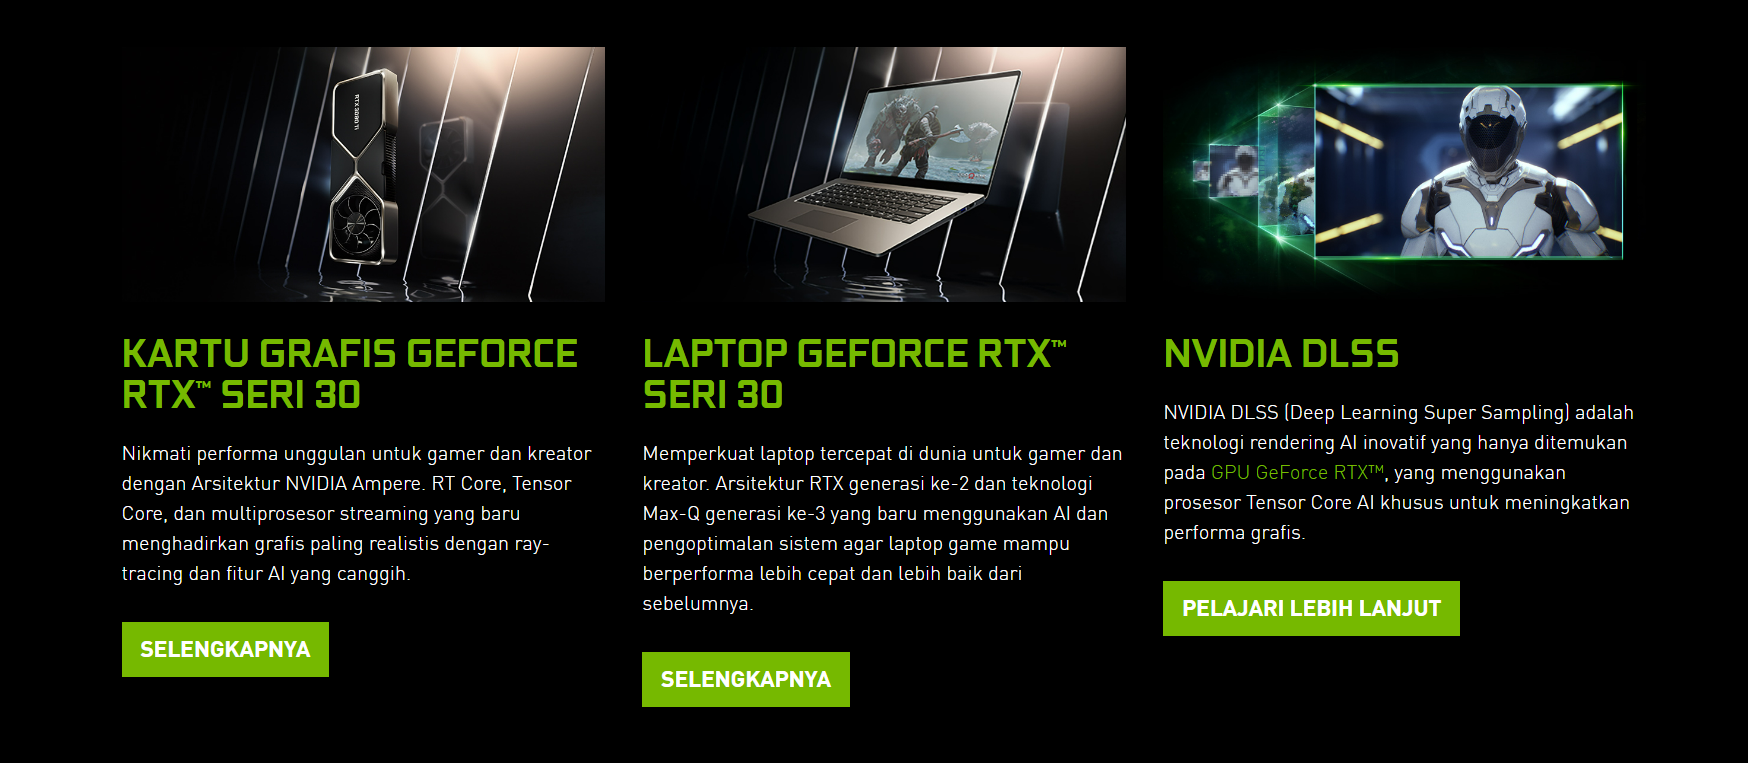 RTX 3080 Ti
KARTU GRAFIS GEFORCE
RTX™ SERI 30
Nikmati performa unggulan untuk gamer dan kreator
dengan Arsitektur NVIDIA Ampere. RT Core, Tensor
Core, dan multiprosesor streaming yang baru
menghadirkan grafis paling realistis dengan ray-
tracing dan fitur AI yang canggih.
SELENGKAPNYA
LAPTOP GEFORCE RTX™
SERI 30
Memperkuat laptop tercepat di dunia untuk gamer dan
kreator. Arsitektur RTX generasi ke-2 dan teknologi
Max-Q generasi ke-3 yang baru menggunakan AI dan
pengoptimalan sistem agar laptop game mampu
berperforma lebih cepat dan lebih baik dari
sebelumnya.
SELENGKAPNYA
NVIDIA DLSS
NVIDIA DLSS (Deep Learning Super Sampling) adalah
teknologi rendering AI inovatif yang hanya ditemukan
pada GPU GeForce RTX™, yang menggunakan
prosesor Tensor Core AI khusus untuk meningkatkan
performa grafis.
PELAJARI LEBIH LANJUT